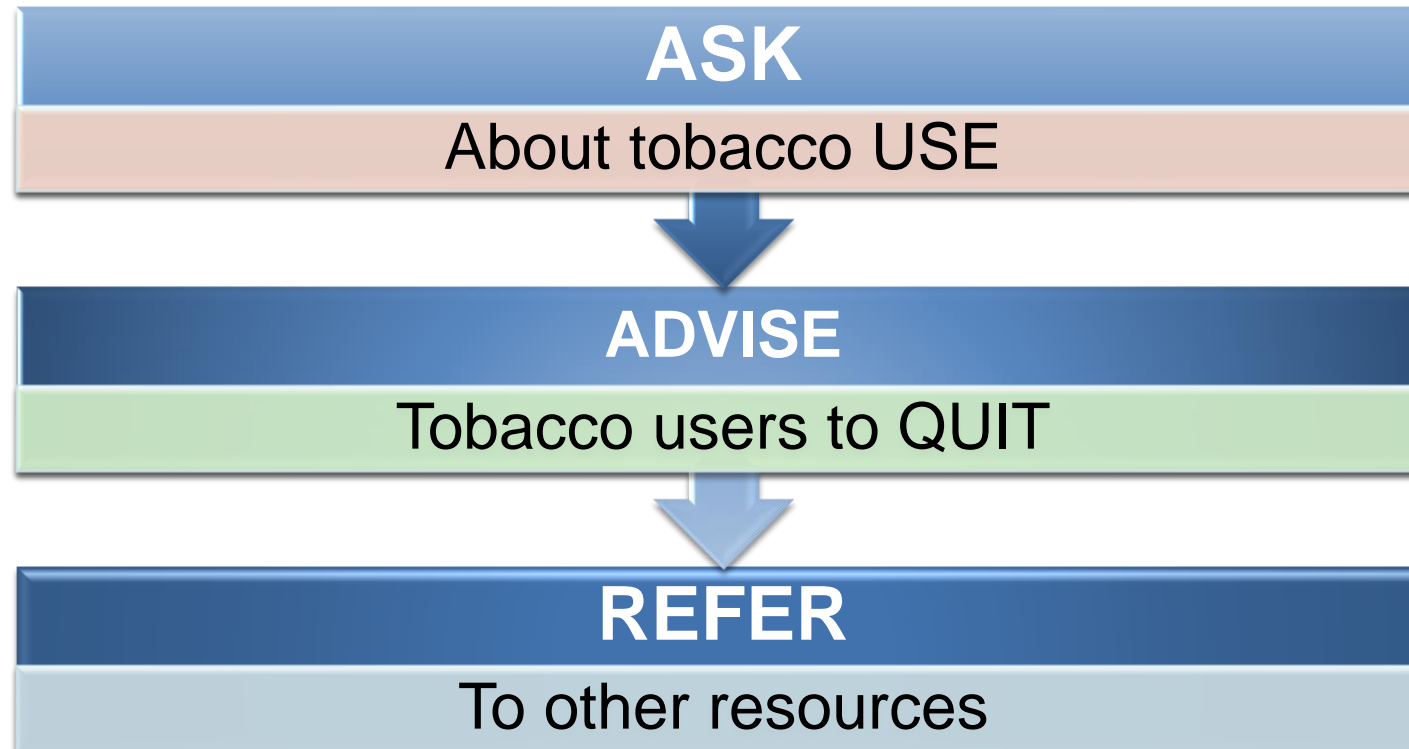 ASK
About tobacco USE
ADVISE
Tobacco users to QUIT
REFER
To other resources